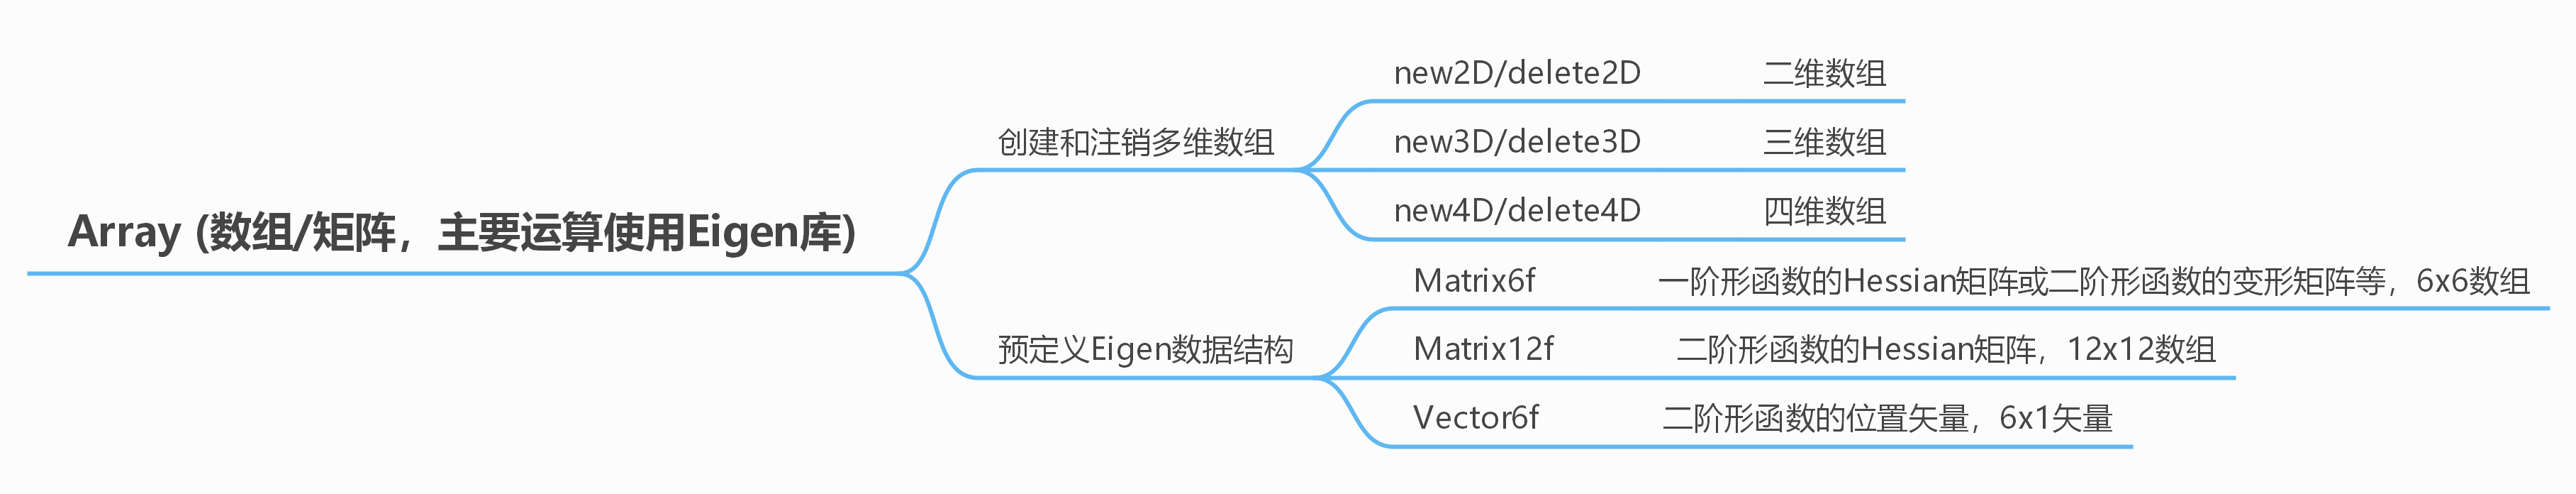 Array (数组/矩阵，主要运算使用Eigen库)
创建和注销多维数组
new2D/delete2D 二维数组
new3D/delete3D 三维数组
new4D/delete4D 四维数组
预定义Eigen数据结构
Matrix6f 一阶形函数的Hessian矩阵或二阶形函数的变形矩阵等，6x6数组
Matrix12f 二阶形函数的Hessian矩阵，12x12数组
Vector6f 二阶形函数的位置矢量，6x1矢量